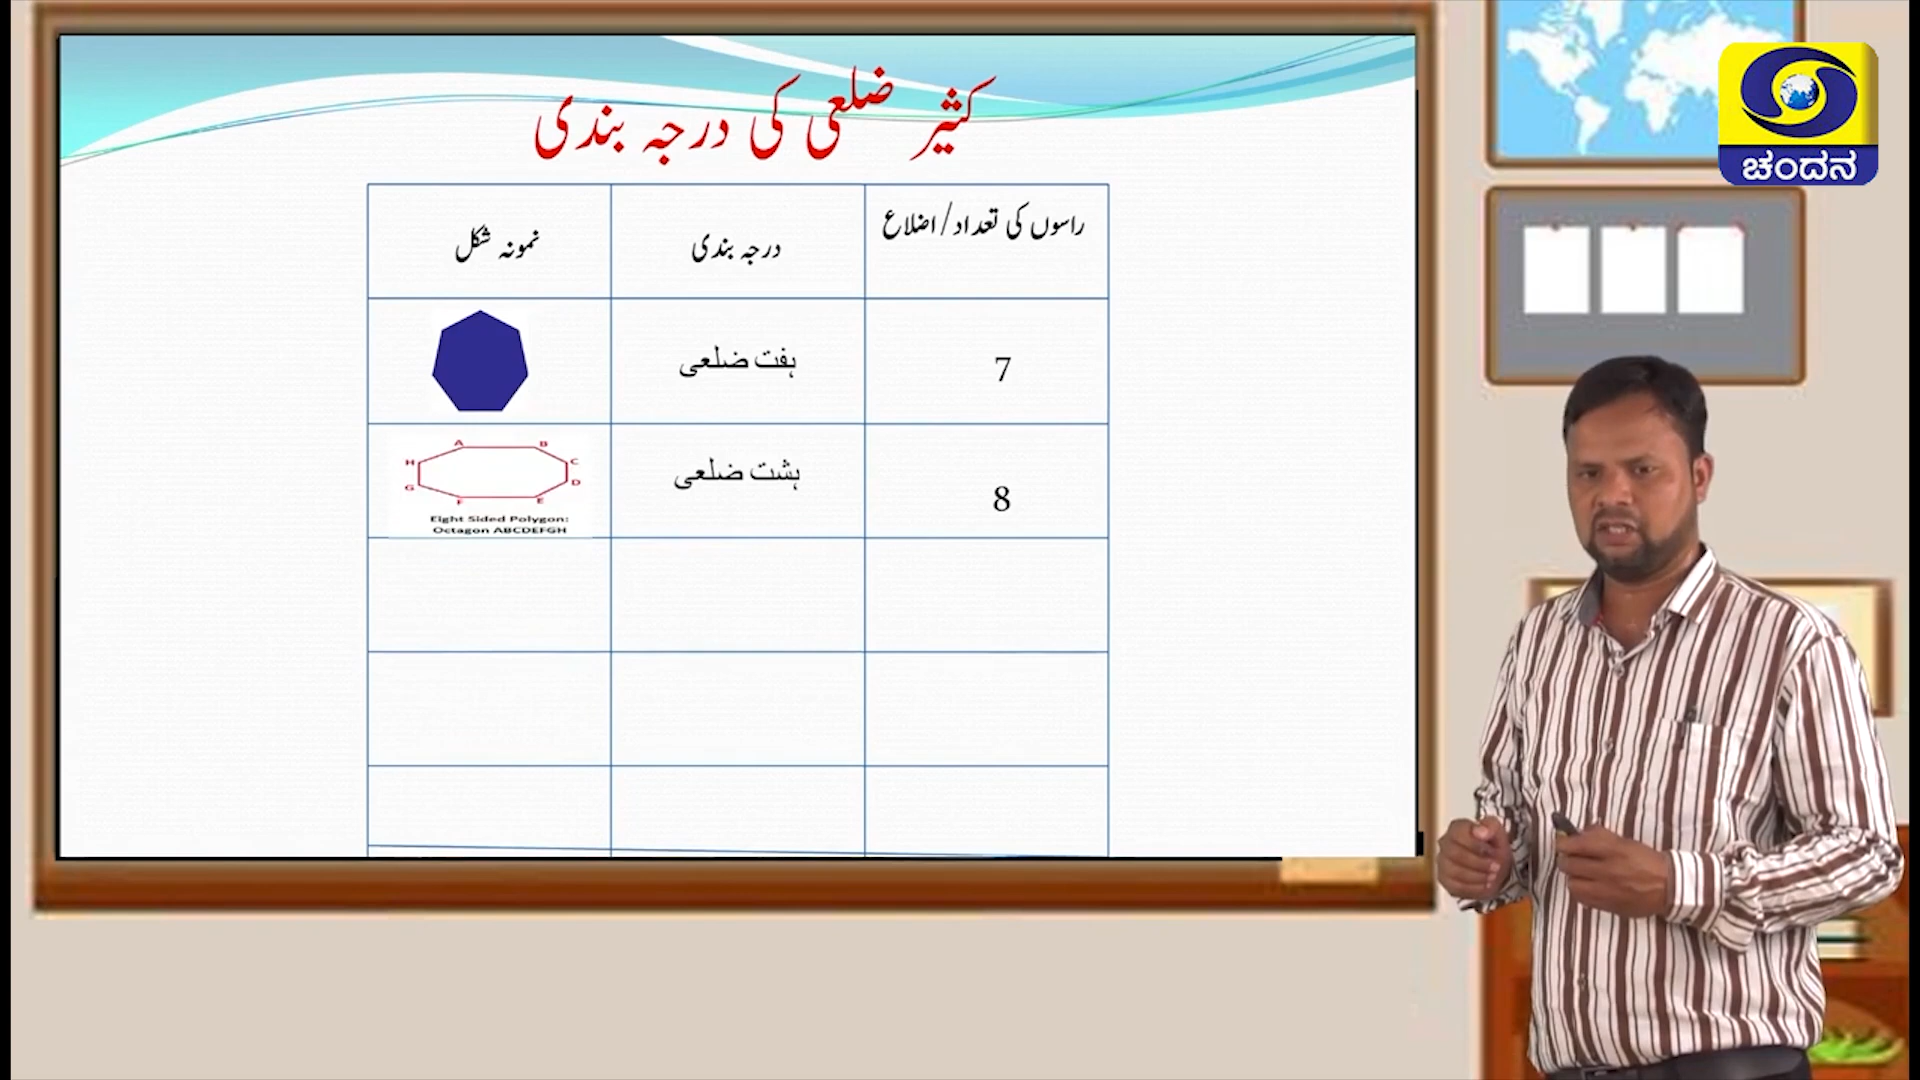 کثیر ضلعی کی درجہ بندی
ಚಂದನ
راسوں کی تعداد/اضلاع
درجہ بندی
نمونہ شکل
7
ہفت ضلعی
8
ہشت ضلعی
A B
H C
G D
F E
Eight Sided Polygon:
Octagon ABCDEFGH